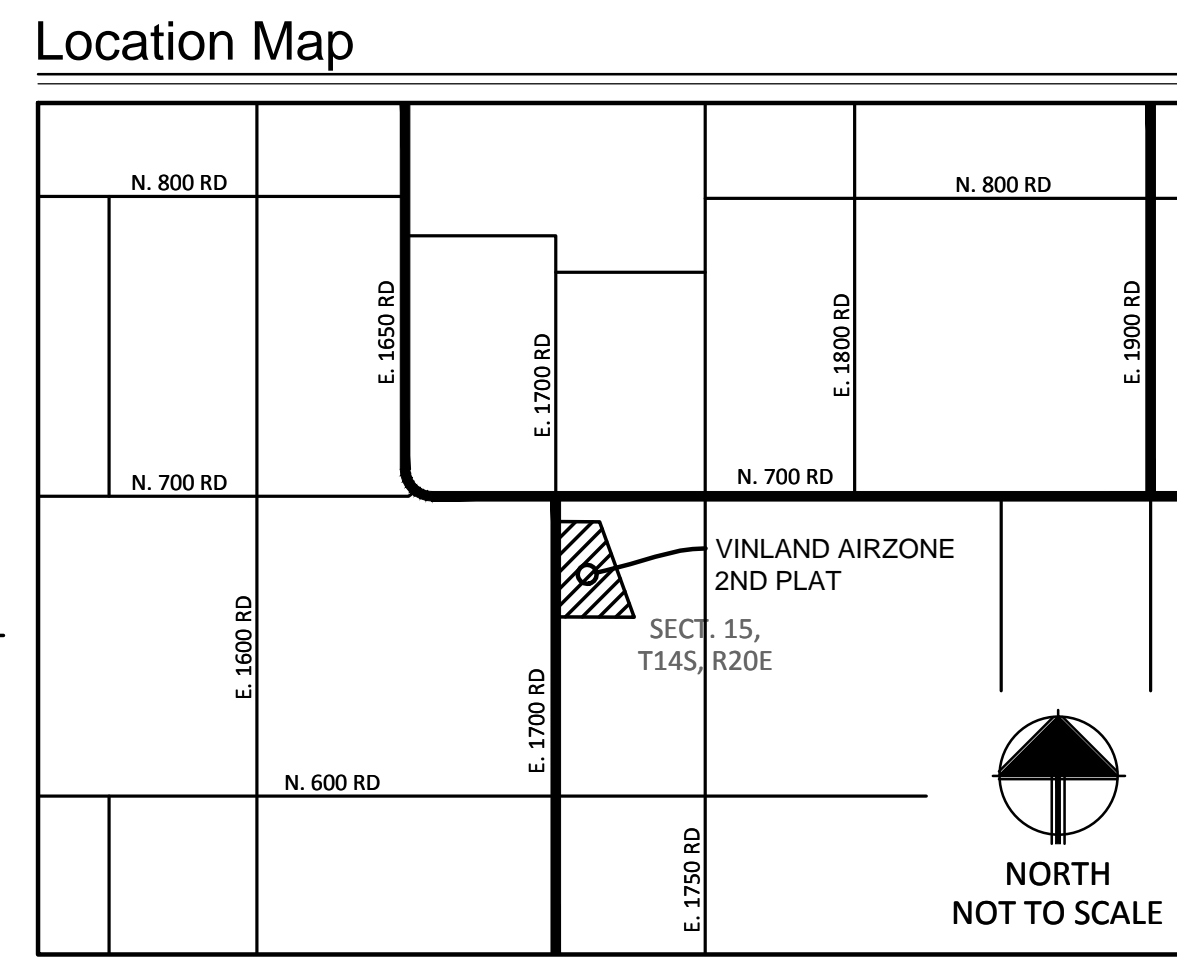 Location Map
N. 800 RD
N. 800 RD
E. 1650 RD
E. 1700 RD
E. 1800 RD
E. 1900 RD
N. 700 RD
N. 700 RD
VINLAND AIRZONE
2ND PLAT
SECT. 15,
T14S, R20E
E. 1600 RD
E. 1700 RD
N. 600 RD
E. 1750 RD
NORTH
NOT TO SCALE